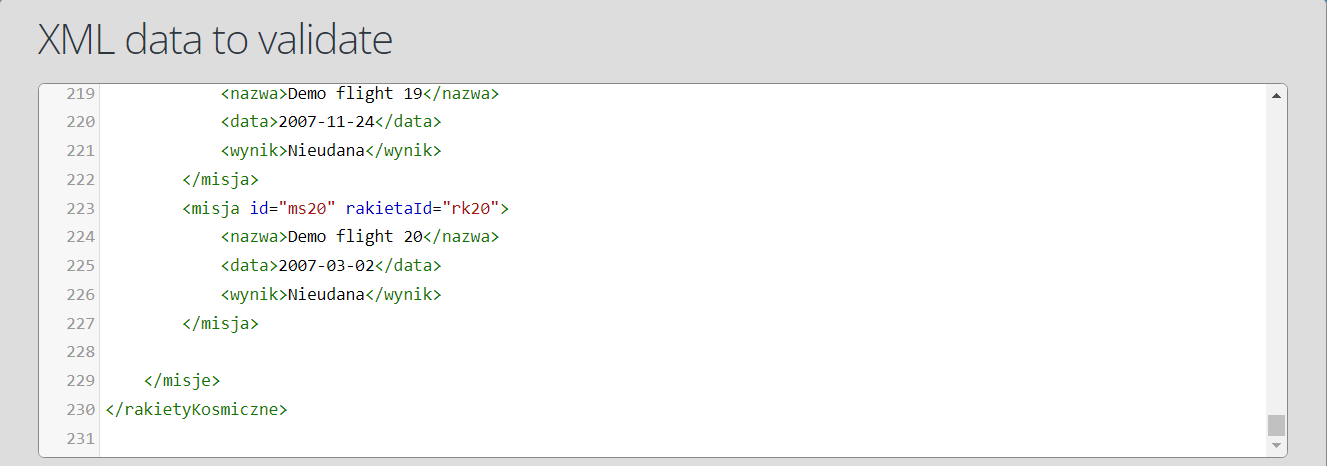 XML data to validate
219 <nazwa>Demo flight 19</nazwa>
220 <data>2007-11-24</data>
221 <wynik>Nieudana</wynik>
222 </misja>
223 <misja id="ms20" rakietaId="rk20">
224 <nazwa>Demo flight 20</nazwa>
225 <data>2007-03-02</data>
226 <wynik>Nieudana</wynik>
227 </misja>
228
229 </misje>
230 </rakietyKosmiczne>
231